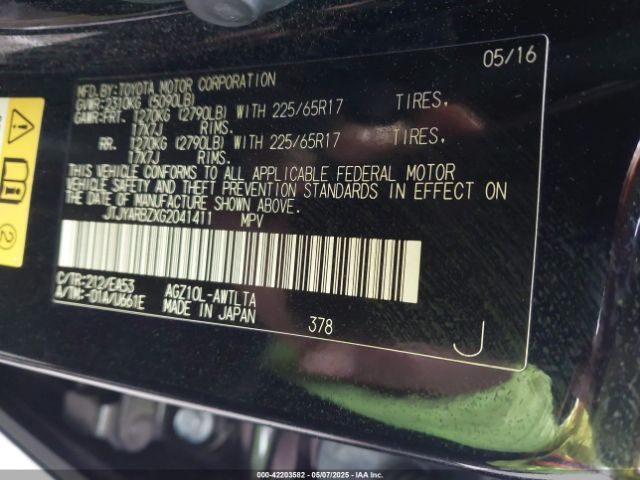 05/16
MFD.BY:TOYOTA MOTOR CORPORATION
GVWR:2310KG (5090LB)
GAWR:FRT. 1270KG (2790LB) WITH 225/65R17 TIRES,
17X7J RIMS.
RR. 1270KG (2790LB) WITH 225/65R17 TIRES,
17X7J RIMS.
THIS VEHICLE CONFORMS TO ALL APPLICABLE FEDERAL MOTOR
VEHICLE SAFETY AND THEFT PREVENTION STANDARDS IN EFFECT ON
THE DATE OF MANUFACTURE SHOWN ABOVE.
JTJYARBZXG2041411 MPV
C/TR:212/EA53 AGZ10L-AWTLTA
A/TM:-01A/U661E MADE IN JAPAN
378 J
2
000-42203582 - 05/07/2025 - IAA Inc.